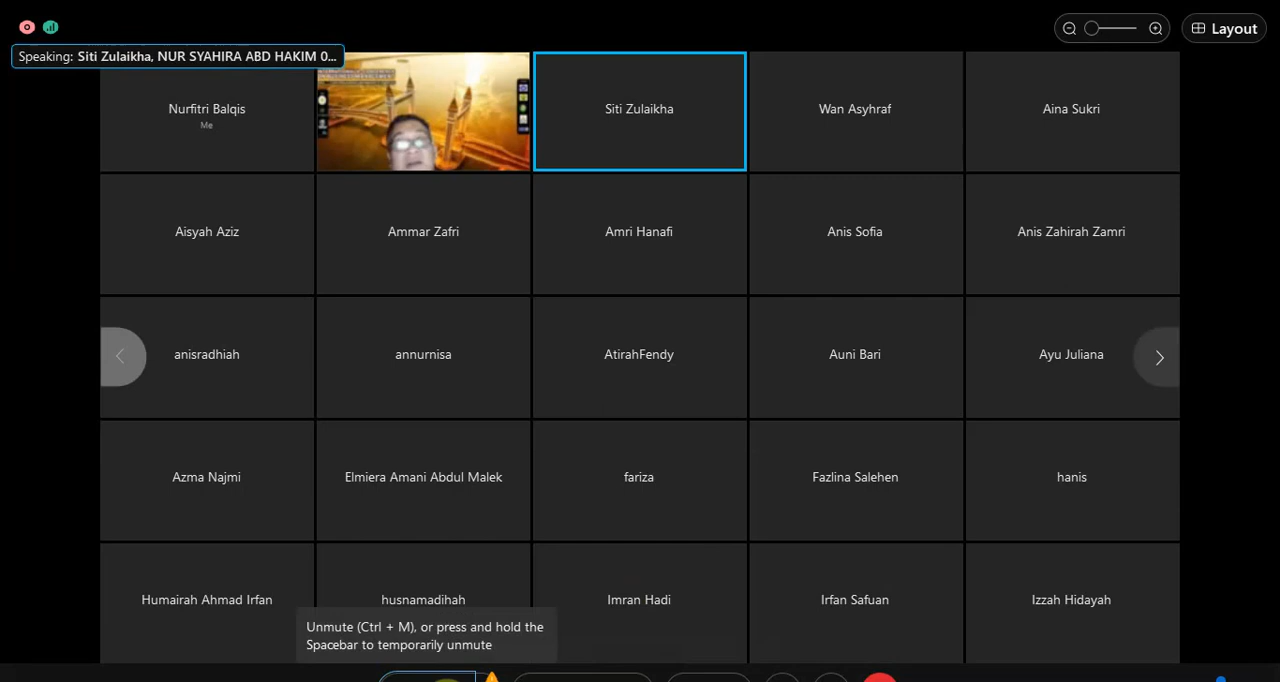 Layout
Speaking: Siti Zulaikha, NUR SYAHIRA ABD HAKIM 0...
Nurfitri Balqis
Me
Siti Zulaikha
Wan Asyhraf
Aina Sukri
Aisyah Aziz
Ammar Zafri
Amri Hanafi
Anis Sofia
Anis Zahirah Zamri
anisradhiah
annurnisa
AtirahFendy
Auni Bari
Ayu Juliana
Azma Najmi
Elmiera Amani Abdul Malek
fariza
Fazlina Salehen
hanis
Humairah Ahmad Irfan
husnamadihah
Imran Hadi
Irfan Safuan
Izzah Hidayah
Unmute (Ctrl + M), or press and hold the
Spacebar to temporarily unmute